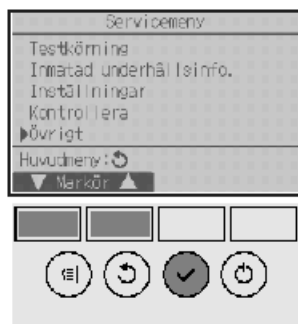 Servicemeny
Testkörning
Inmatad underhållsinfo.
Inställningar
Kontrollera
Övrigt
Huvudmeny:
Markör